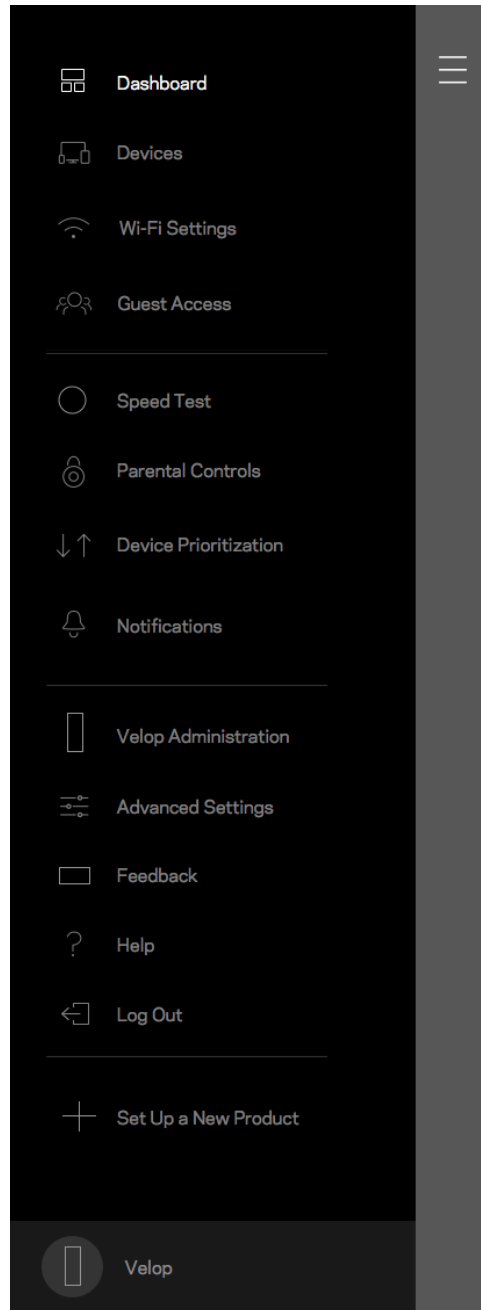 Dashboard
Devices
Wi-Fi Settings
Guest Access
Speed Test
Parental Controls
Device Prioritization
Notifications
Velop Administration
Advanced Settings
Feedback
Help
Log Out
Set Up a New Product
Velop